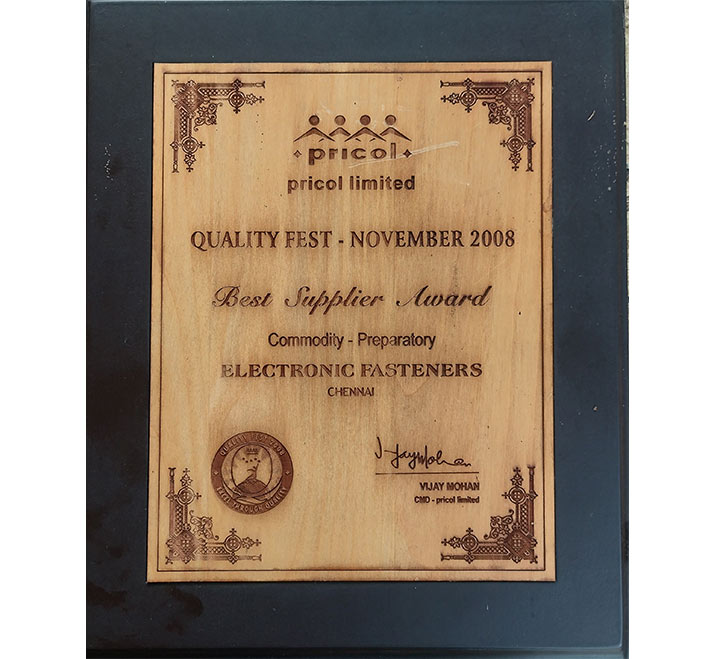 pricol
pricol limited
QUALITY FEST - NOVEMBER 2008
Best Supplier Award
Commodity - Preparatory
ELECTRONIC FASTENERS
CHENNAI
VijayMohan
VIJAY MOHAN
CMD - pricol limited